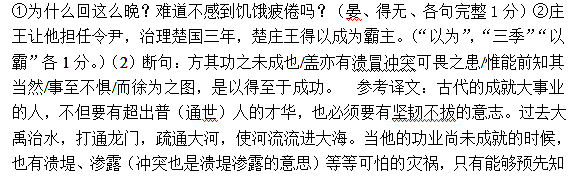 ①为什么回这么晚？难道不感到饥饿疲倦吗？（晏、得无、各句完整 1 分）②庄
王让他担任令尹，治理楚国三年，楚庄王得以成为霸主。（“以为”，“三季”“以
霸”各 1 分。）（2）断句：方其功之未成也/盖亦有溃冒冲突可畏之患/惟能前知其
当然/事至不惧/而徐为之图，是以得至于成功。 参考译文：古代的成就大事业
的人，不但要有超出普（通世）人的才华，也必须要有坚韧不拔的意志。过去大
禹治水，打通龙门，疏通大河，使河流流进大海。当他的功业尚未成就的时候，
也有溃堤、渗露（冲突也是溃堤渗露的意思）等等可怕的灾祸，只有能够预先知